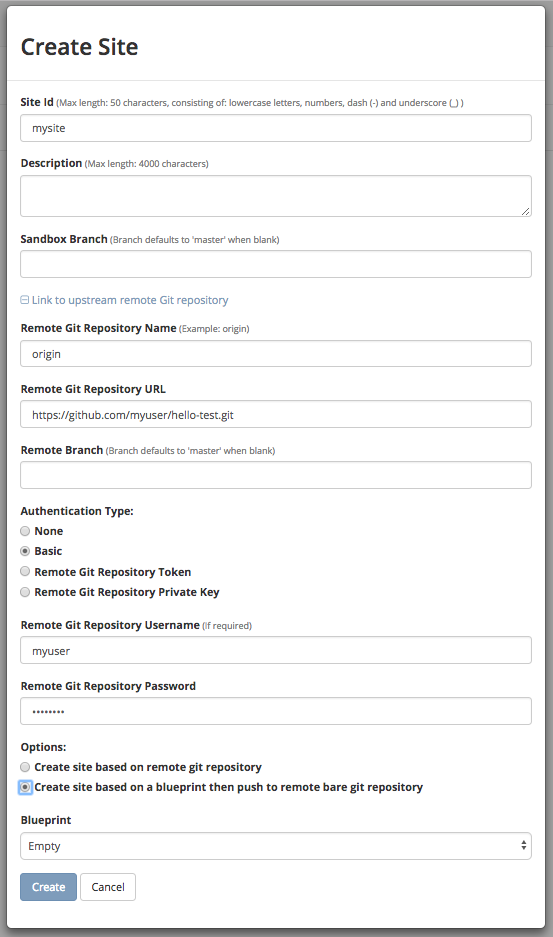 Create Site
Site Id (Max length: 50 characters, consisting of: lowercase letters, numbers, dash (-) and underscore (_) )
mysite
Description (Max length: 4000 characters)
Sandbox Branch (Branch defaults to 'master' when blank)
Link to upstream remote Git repository
Remote Git Repository Name (Example: origin)
origin
Remote Git Repository URL
https://github.com/myuser/hello-test.git
Remote Branch (Branch defaults to 'master' when blank)
Authentication Type:
None
Basic
Remote Git Repository Token
Remote Git Repository Private Key
Remote Git Repository Username (If required)
myuser
Remote Git Repository Password
••••••••
Options:
Create site based on remote git repository
Create site based on a blueprint then push to remote bare git repository
Blueprint
Empty
Create Cancel